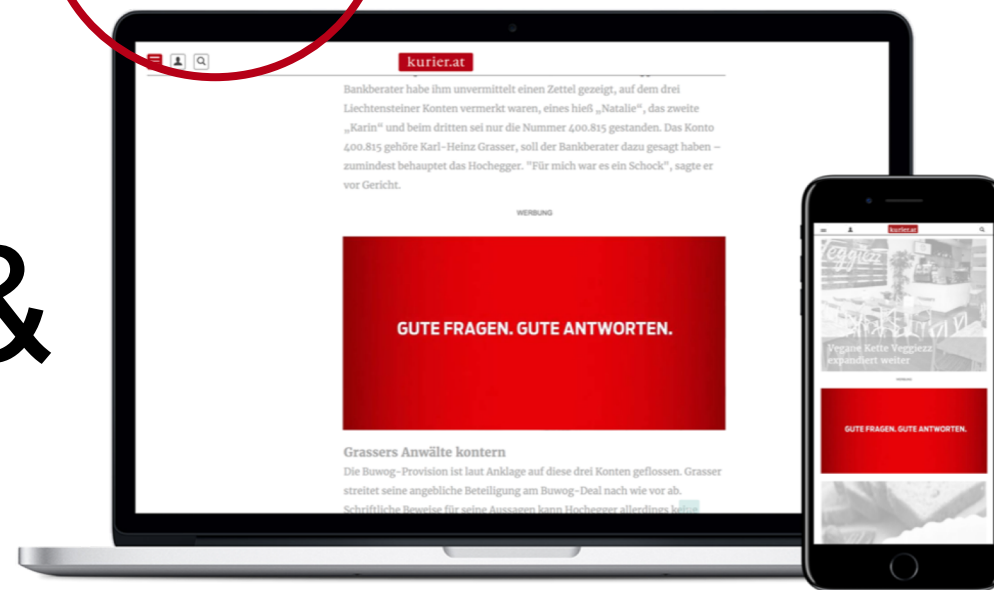 kurier.at
Bankberater habe ihm unvermittelt einen Zettel gezeigt, auf dem drei
Liechtensteiner Konten vermerkt waren, eines hieß „Natalie", das zweite
„Karin" und beim dritten sei nur die Nummer 400.815 gestanden. Das Konto
400.815 gehöre Karl-Heinz Grasser, soll der Bankberater dazu gesagt haben –
zumindest behauptet das Hochegger. "Für mich war es ein Schock", sagte er
vor Gericht.
WERBUNG
GUTE FRAGEN. GUTE ANTWORTEN.
Grassers Anwälte kontern
Die Buwog-Provision ist laut Anklage auf diese drei Konten geflossen. Grasser
streitet seine angebliche Beteiligung am Buwog-Deal nach wie vor ab.
Schriftliche Beweise für seine Aussagen kann Hochegger allerdings keine
&
kurier.at
Veggiezz
Vegane Kette Veggiezz
expandiert weiter
WERBUNG
GUTE FRAGEN. GUTE ANTWORTEN.